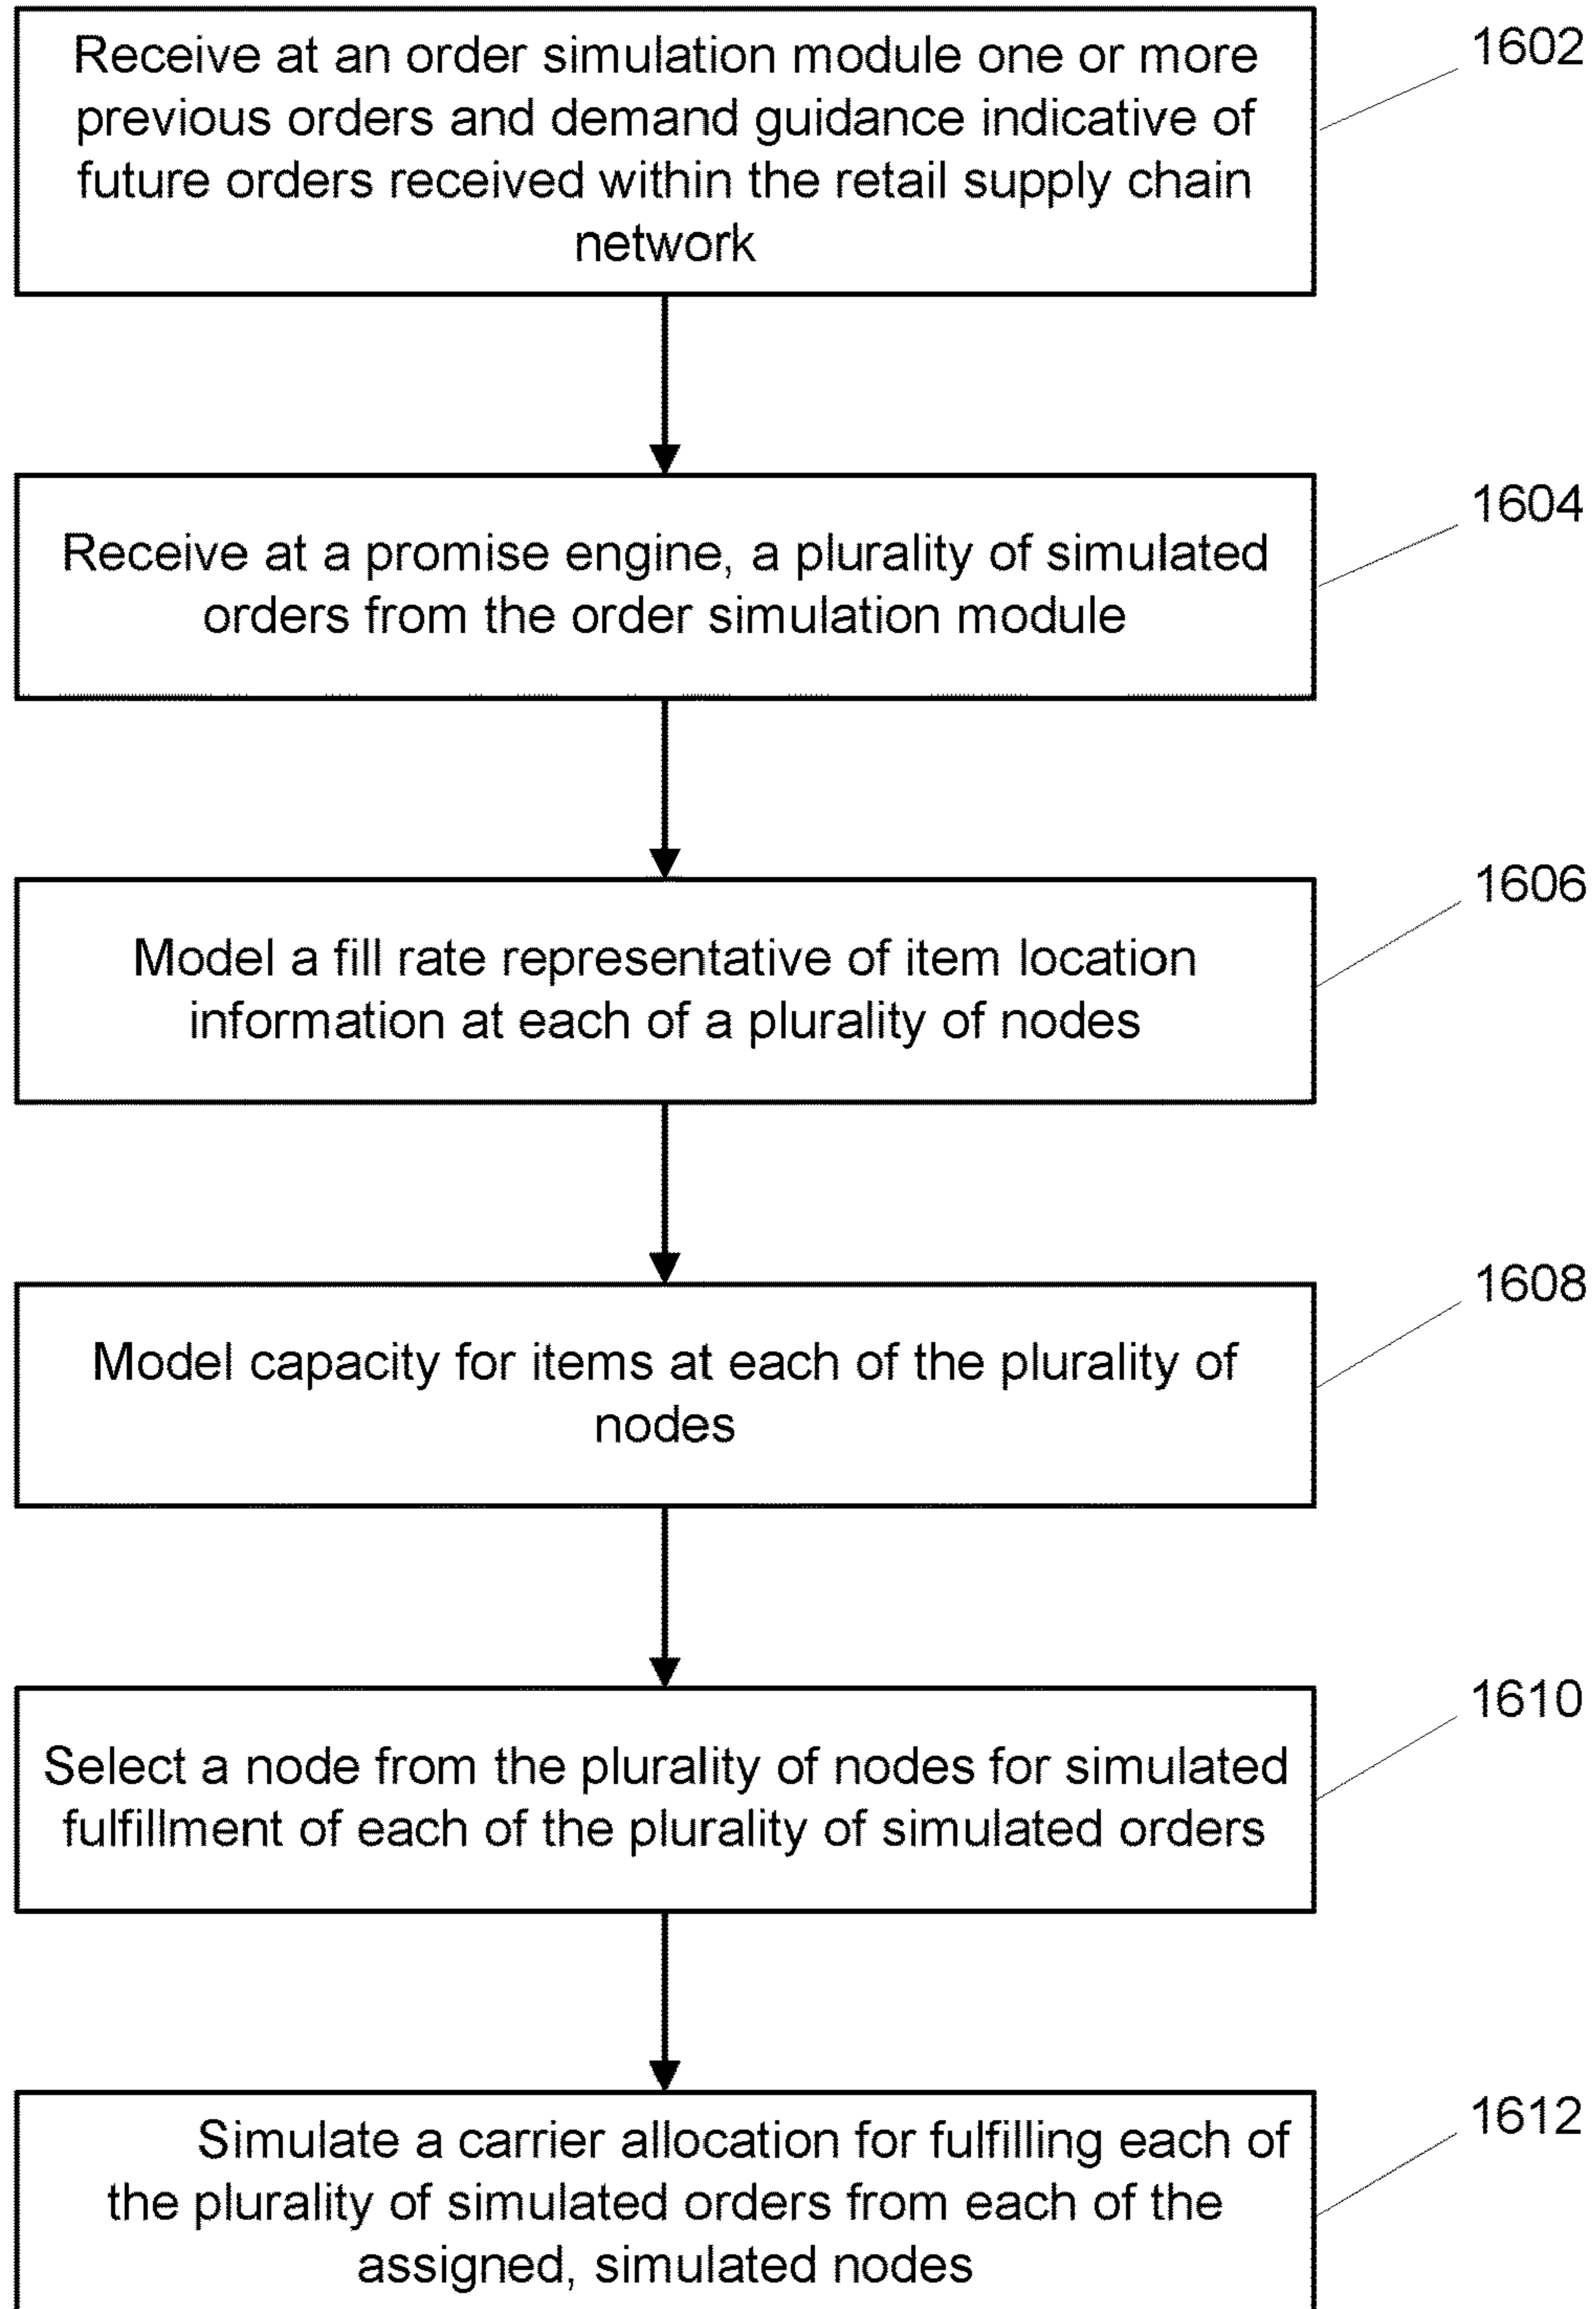 Receive at an order simulation module one or more
previous orders and demand guidance indicative of
future orders received within the retail supply chain
network
1602
Receive at a promise engine, a plurality of simulated
orders from the order simulation module
1604
Model a fill rate representative of item location
information at each of a plurality of nodes
1606
Model capacity for items at each of the plurality of
nodes
1608
Select a node from the plurality of nodes for simulated
fulfillment of each of the plurality of simulated orders
1610
Simulate a carrier allocation for fulfilling each of
the plurality of simulated orders from each of the
assigned, simulated nodes
1612